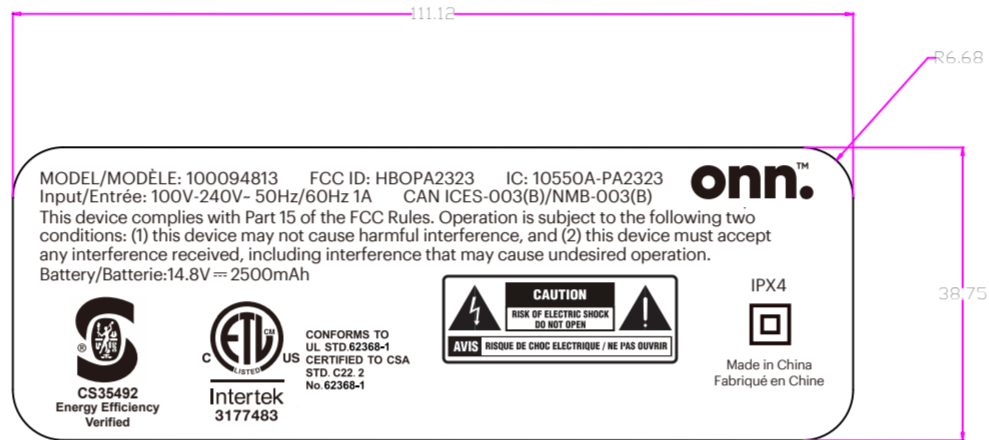 111.12
R6.68
MODEL/MODÈLE: 100094813 FCC ID: HBOPA2323 IC: 10550A-PA2323
onn.™
Input/Entrée: 100V-240V~ 50Hz/60Hz 1A CAN ICES-003(B)/NMB-003(B)
This device complies with Part 15 of the FCC Rules. Operation is subject to the following two
conditions: (1) this device may not cause harmful interference, and (2) this device must accept
any interference received, including interference that may cause undesired operation.
Battery/Batterie:14.8V⎓2500mAh
38.75
®
CS35492
Energy Efficiency
Verified
ETL CM
LISTED
C US
Intertek
3177483
CONFORMS TO
UL STD.62368-1
CERTIFIED TO CSA
STD. C22. 2
No.62368-1
CAUTION
RISK OF ELECTRIC SHOCK
DO NOT OPEN
AVIS RISQUE DE CHOC ELECTRIQUE / NE PAS OUVRIR
IPX4
Made in China
Fabriqué en Chine